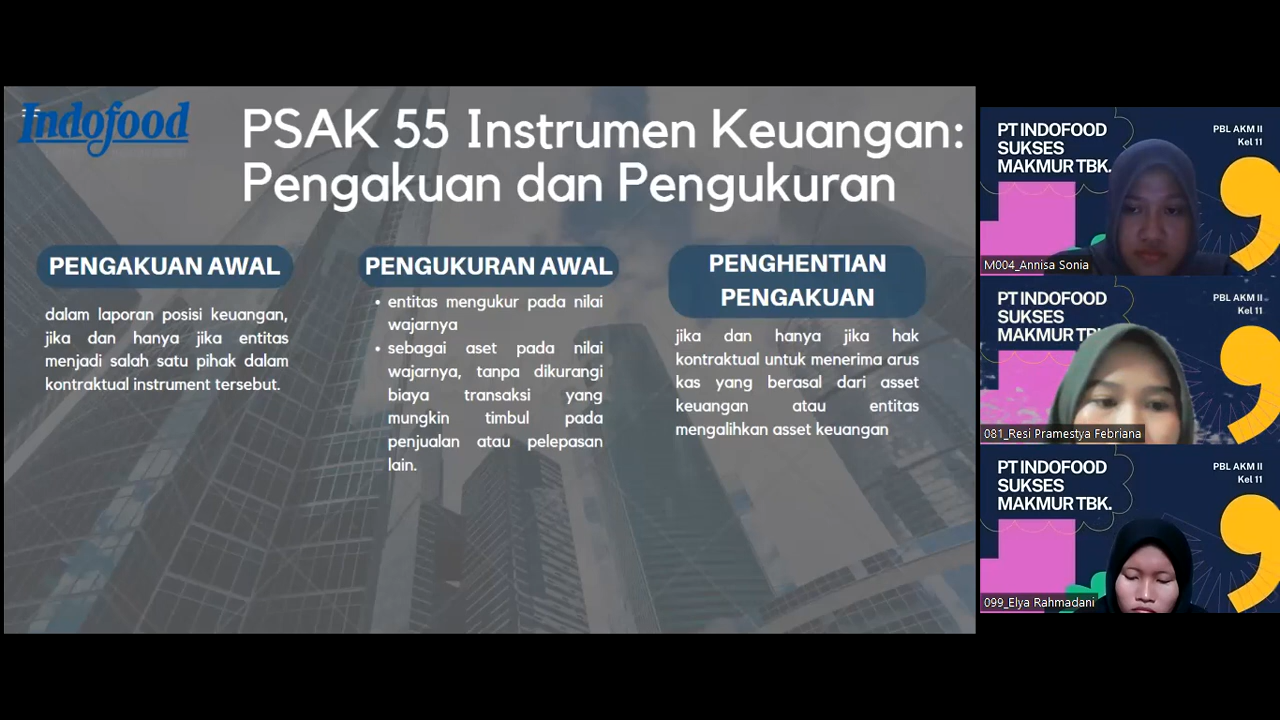 Indofood
PSAK 55 Instrumen Keuangan:
Pengakuan dan Pengukuran
PENGAKUAN AWAL
dalam laporan posisi keuangan,
jika dan hanya jika entitas
menjadi salah satu pihak dalam
kontraktual instrument tersebut.
PENGUKURAN AWAL
• entitas mengukur pada nilai
wajarnya
• sebagai aset pada nilai
wajarnya, tanpa dikurangi
biaya transaksi yang
mungkin timbul pada
penjualan atau pelepasan
lain.
PENGHENTIAN
PENGAKUAN
jika dan hanya jika hak
kontraktual untuk menerima arus
kas yang berasal dari asset
keuangan atau entitas
mengalihkan asset keuangan
PT INDOFOOD
SUKSES
MAKMUR TBK.
PBL AKM II
Kel 11
M004_Annisa Sonia
PT INDOFOOD
SUKSES
MAKMUR TBK.
PBL AKM II
Kel 11
081_Resi Pramestya Febriana
PT INDOFOOD
SUKSES
MAKMUR TBK.
PBL AKM II
Kel 11
099_Elya Rahmadani